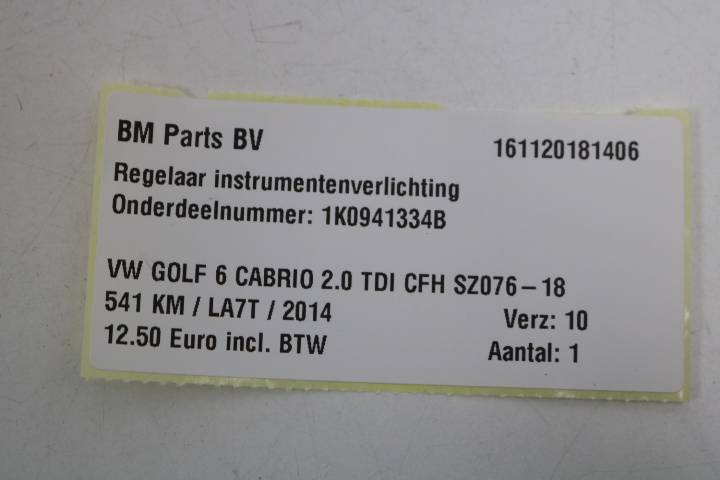 BM Parts BV 161120181406
Regelaar instrumentenverlichting
Onderdeelnummer: 1K0941334B
VW GOLF 6 CABRIO 2.0 TDI CFH SZ076-18
541 KM / LA7T / 2014 Verz: 10
12.50 Euro incl. BTW Aantal: 1